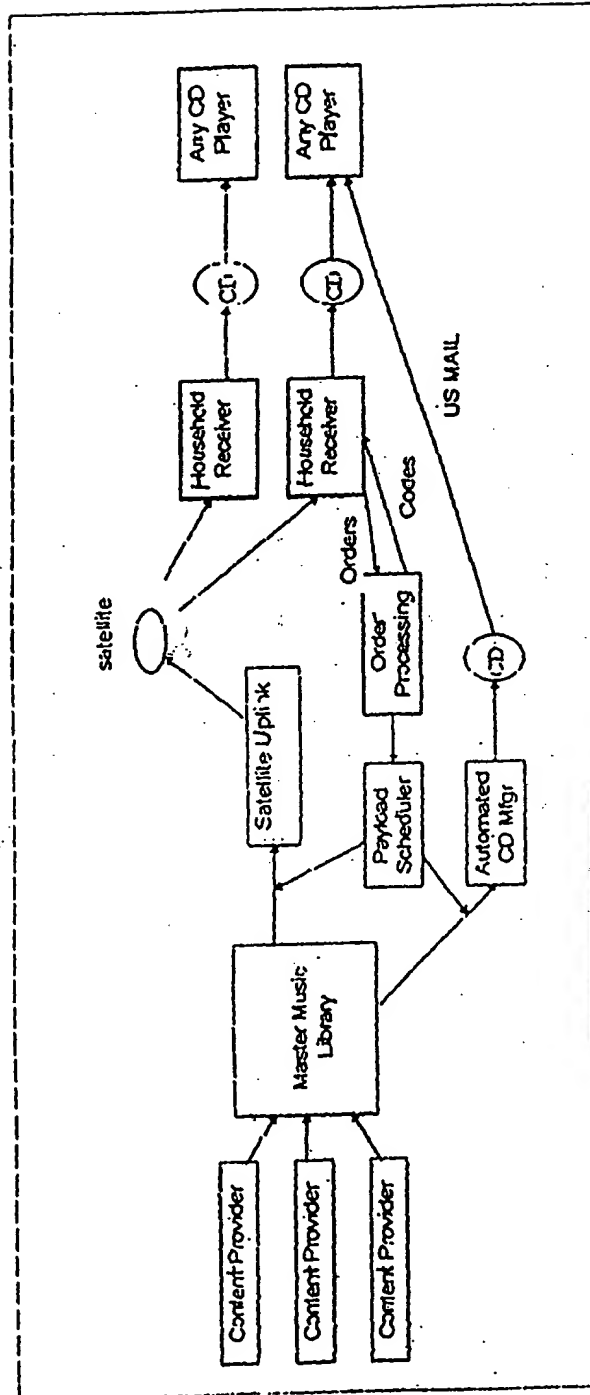 Content Provider
Content Provider
Content Provider
Master Music
Library
Satellite Uplink
satellite
Payload
Scheduler
Order
Processing
Orders
Codes
Automated
CD Mfgr
CD
US MAIL
Household
Receiver
Household
Receiver
CD
CD
Any CD
Player
Any CD
Player